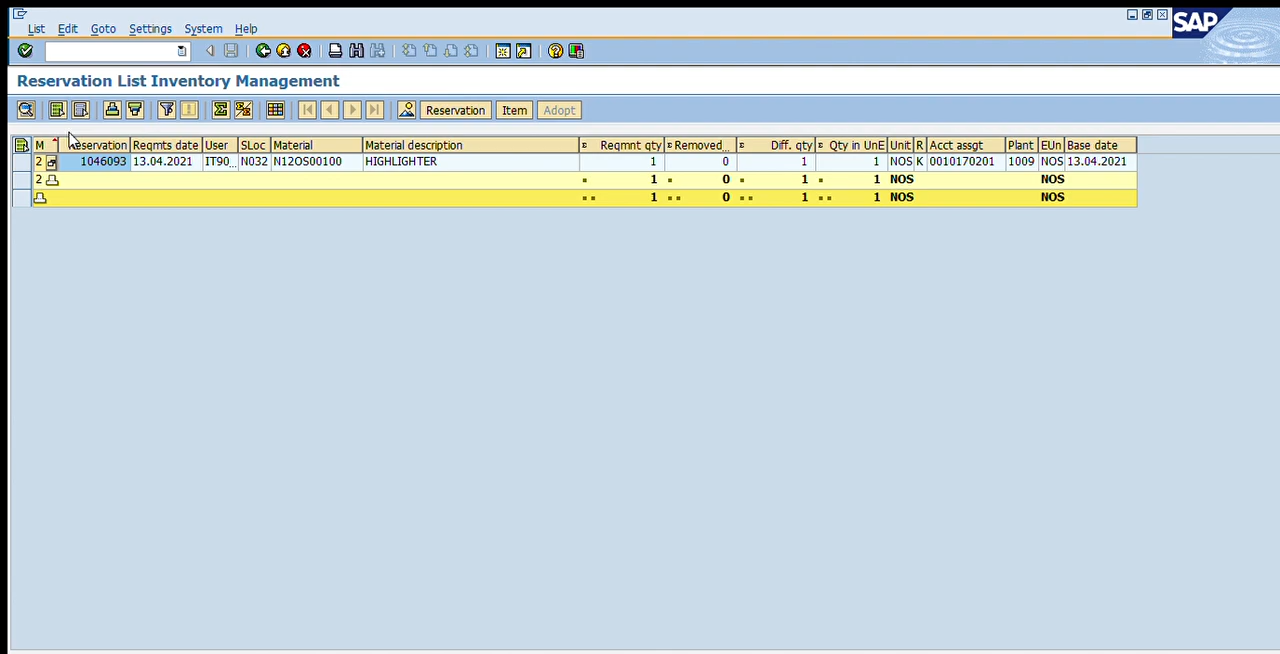 List Edit Goto Settings System Help
SAP
Reservation List Inventory Management
Reservation Item Adopt
M Reservation Reqmts date User SLoc Material Material description Σ Reqmnt qty Σ Removed... Σ Diff. qty Σ Qty in UnE Unit R Acct assgt Plant EUn Base date
2 1046093 13.04.2021 IT90... N032 N12OS00100 HIGHLIGHTER 1 0 1 1 NOS K 0010170201 1009 NOS 13.04.2021
2 1 0 1 1 NOS NOS
1 0 1 1 NOS NOS